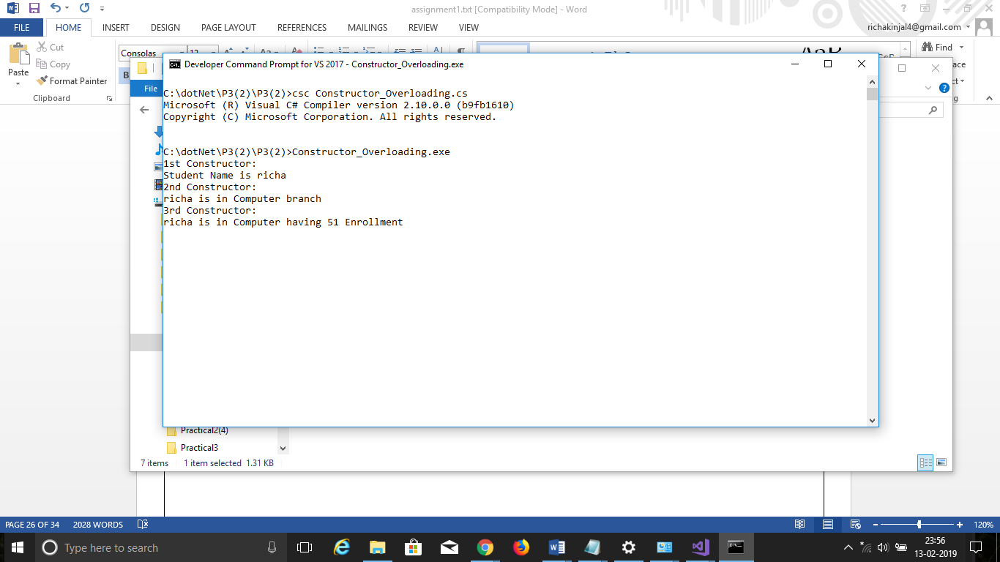 assignment1.txt [Compatibility Mode] - Word
FILE HOME INSERT DESIGN PAGE LAYOUT REFERENCES MAILINGS REVIEW VIEW
richakinjal4@gmail.com
Paste
Cut
Copy
Format Painter
Clipboard
Consolas
B
Find
File
Developer Command Prompt for VS 2017 - Constructor_Overloading.exe
C:\dotNet\P3(2)\P3(2)>csc Constructor_Overloading.cs
Microsoft (R) Visual C# Compiler version 2.10.0.0 (b9fb1610)
Copyright (C) Microsoft Corporation. All rights reserved.
C:\dotNet\P3(2)\P3(2)>Constructor_Overloading.exe
1st Constructor:
Student Name is richa
2nd Constructor:
richa is in Computer branch
3rd Constructor:
richa is in Computer having 51 Enrollment
Practical2(4)
Practical3
7 items 1 item selected 1.31 KB
PAGE 26 OF 34 2028 WORDS
120%
Type here to search
23:56
13-02-2019